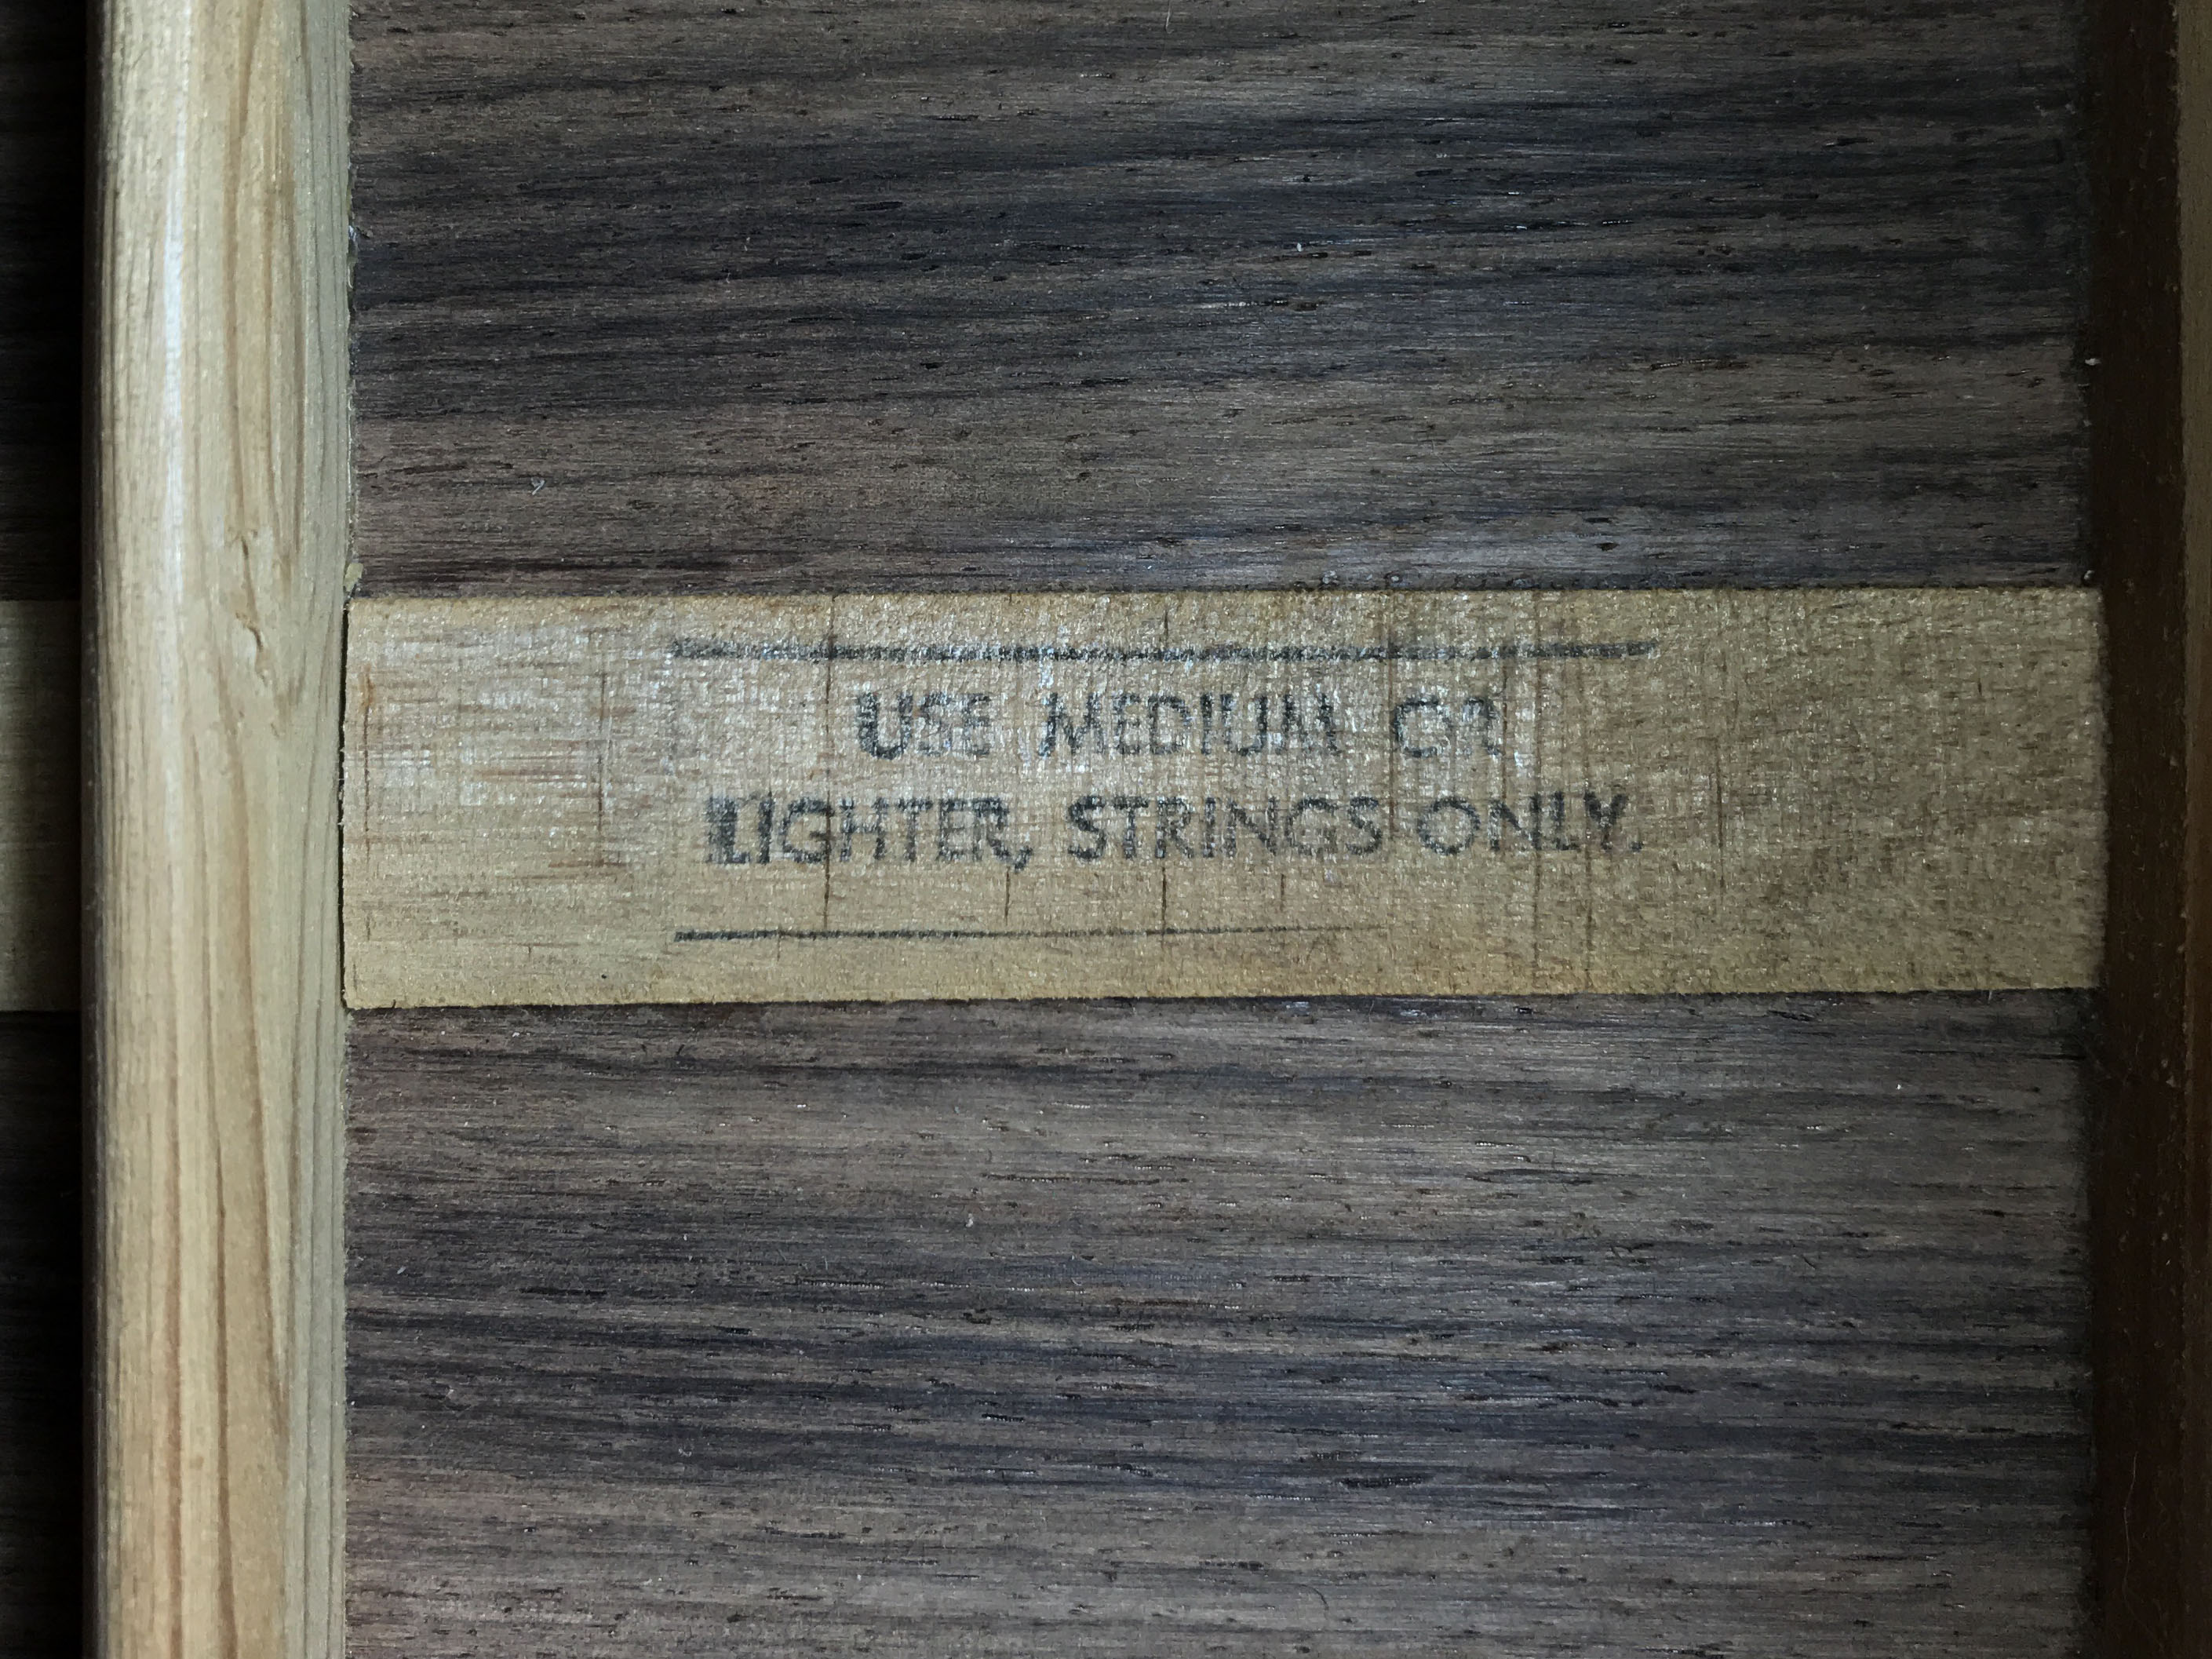 USE MEDIUM OR
LIGHTER, STRINGS ONLY.